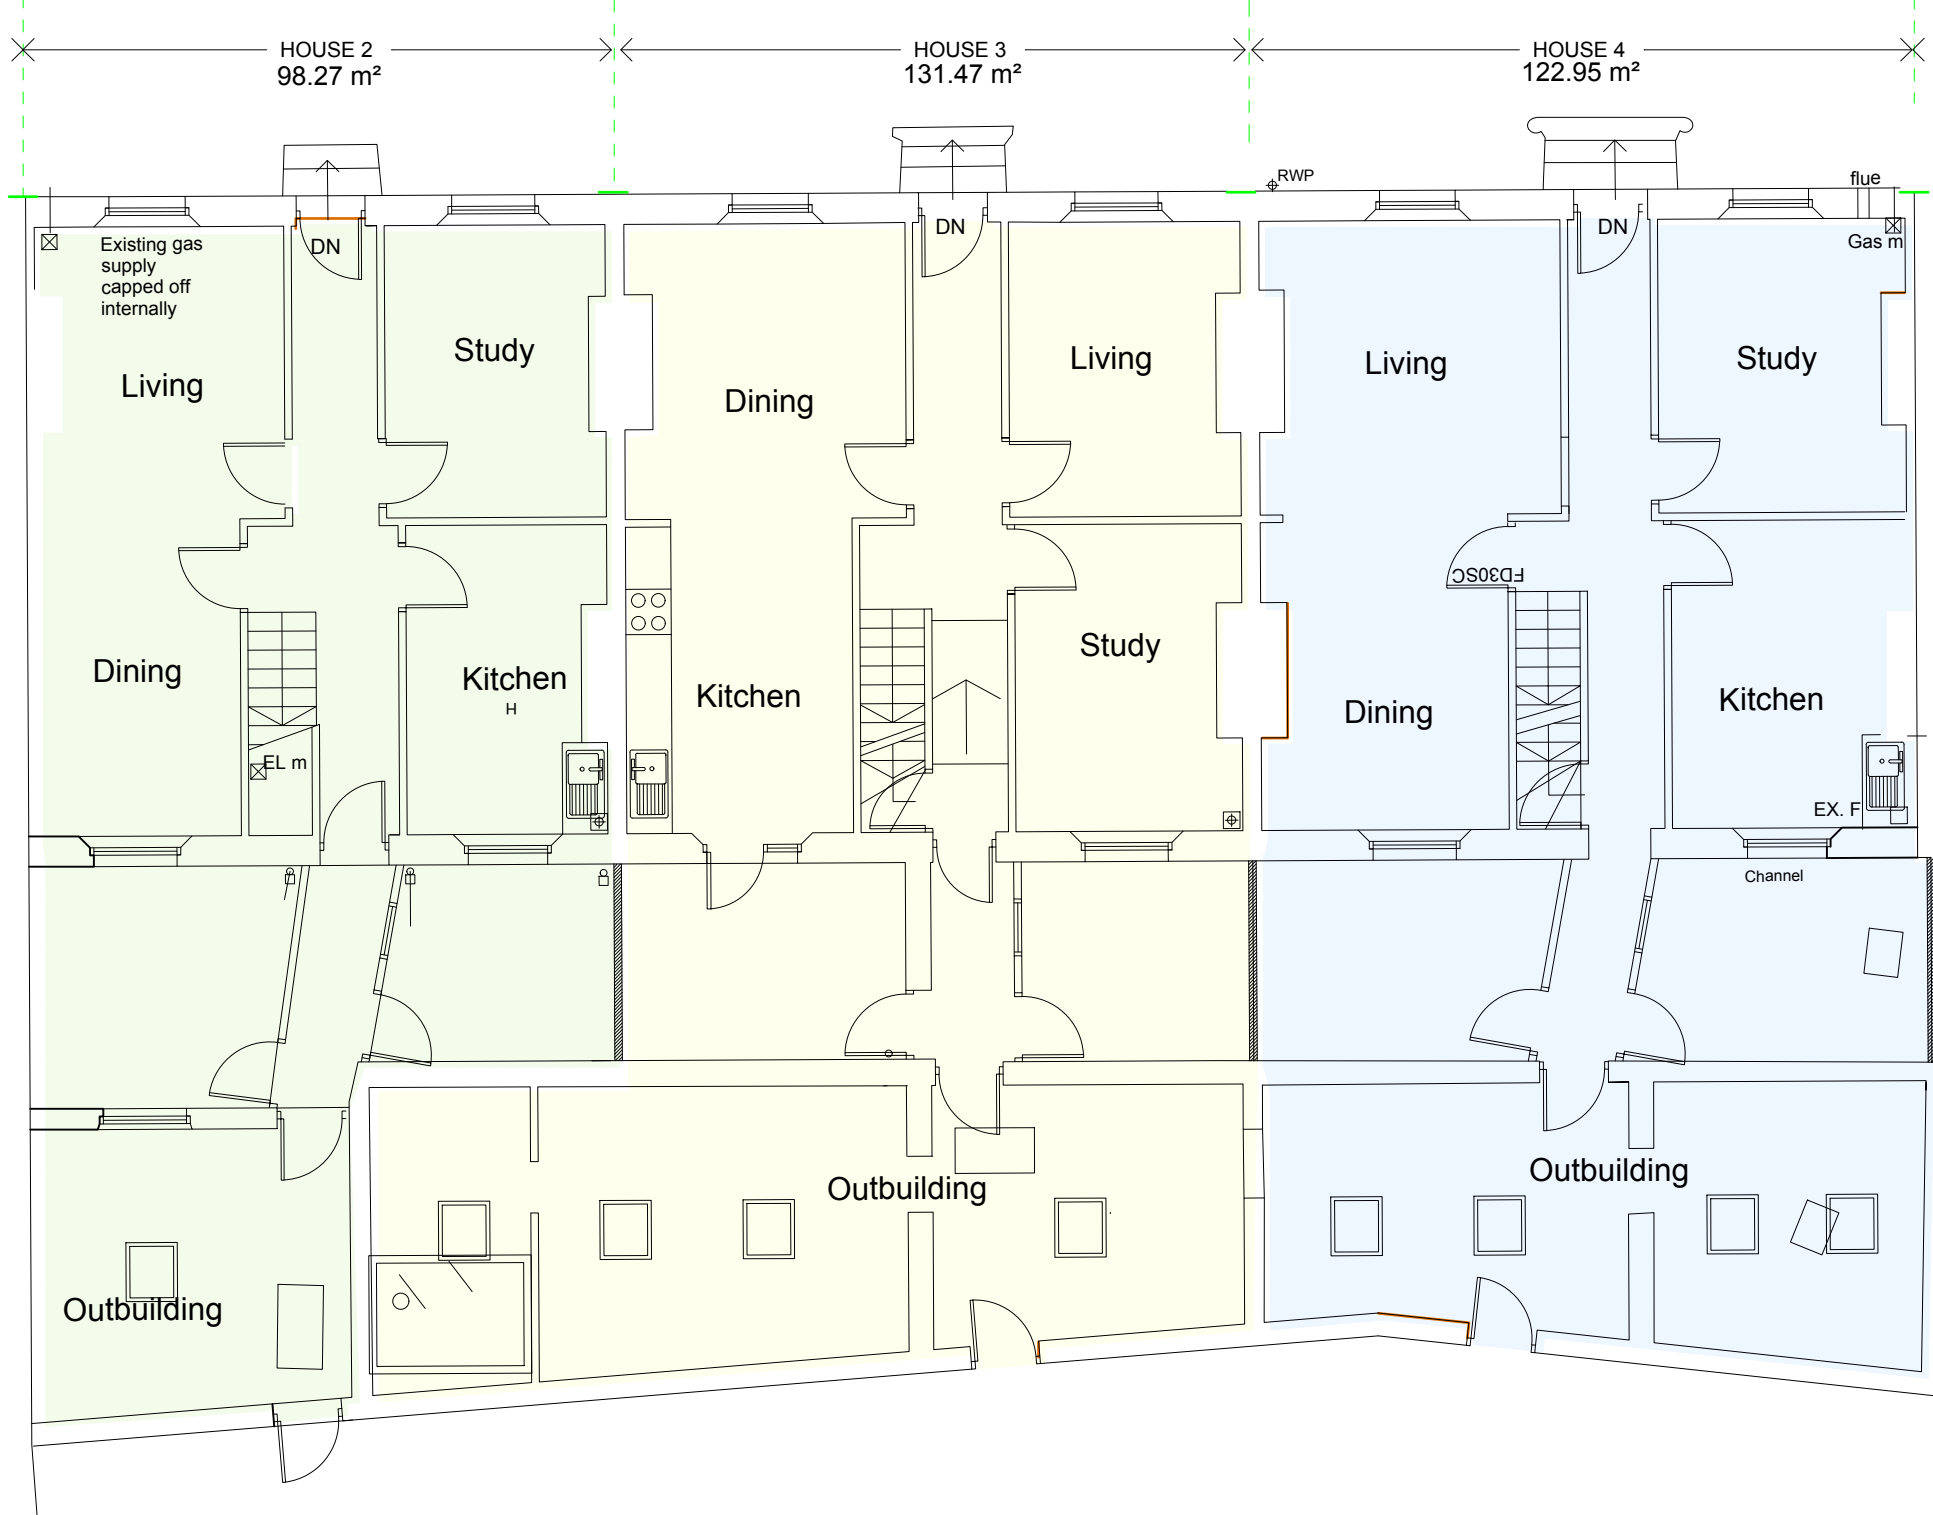 HOUSE 2
98.27 m²
HOUSE 3
131.47 m²
HOUSE 4
122.95 m²
RWP
flue
DN
DN
DN
Gas m
Existing gas
supply
capped off
internally
Study
Living
Living
Study
Living
Dining
FD30SC
Dining
Kitchen
H
Kitchen
Study
Dining
Kitchen
EL m
EX. F
Channel
Outbuilding
Outbuilding
Outbuilding